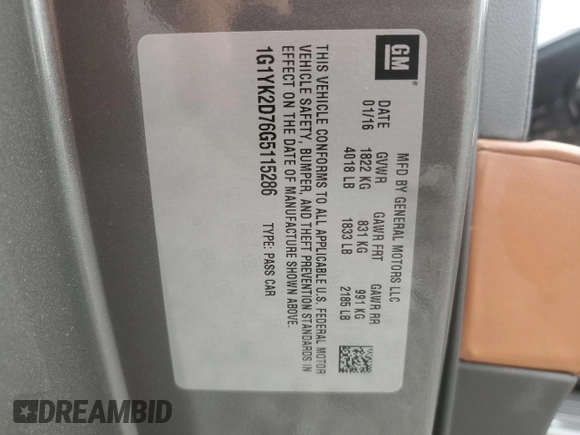 GM
MFD BY GENERAL MOTORS LLC
DATE GVWR GAWR FRT GAWR RR
01/16 1822 KG 831 KG 991 KG
4018 LB 1833 LB 2185 LB
THIS VEHICLE CONFORMS TO ALL APPLICABLE U.S. FEDERAL MOTOR
VEHICLE SAFETY, BUMPER, AND THEFT PREVENTION STANDARDS IN
EFFECT ON THE DATE OF MANUFACTURE SHOWN ABOVE.
1G1YK2D76G5115286 TYPE: PASS CAR
DREAMBID